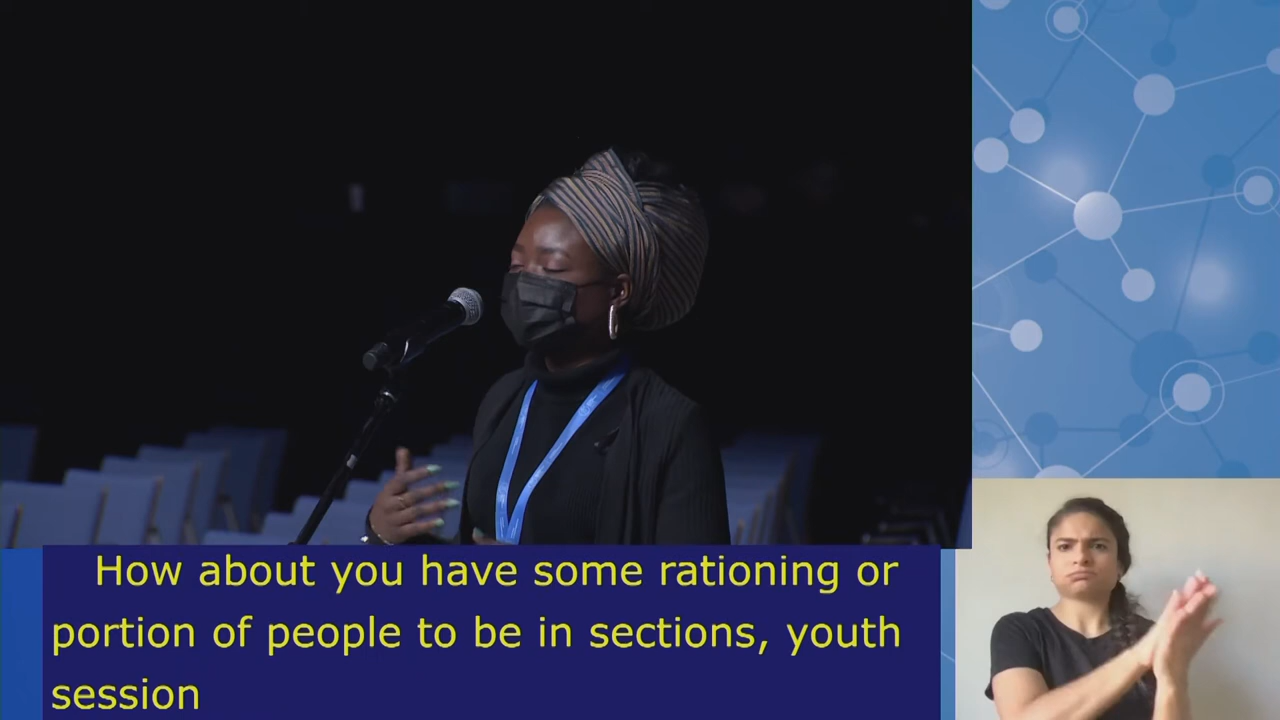 How about you have some rationing or
portion of people to be in sections, youth
session